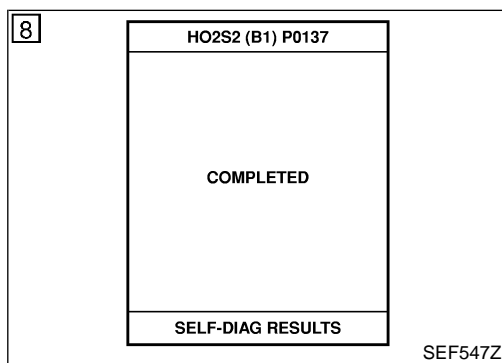 8
HO2S2 (B1) P0137
COMPLETED
SELF-DIAG RESULTS
SEF547Z